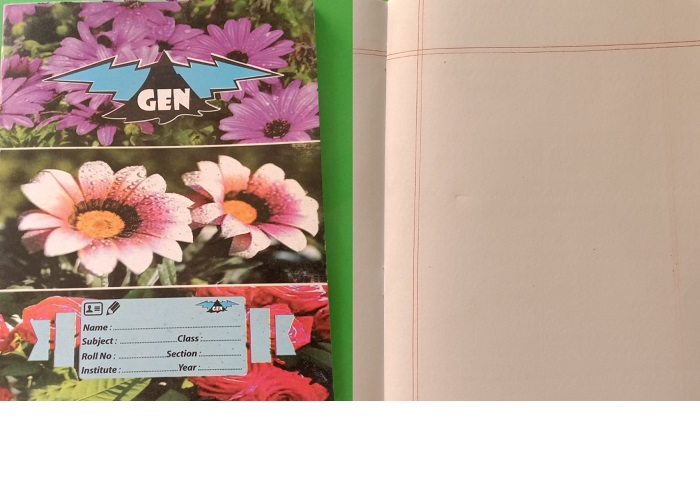 GEN
GEN
Name :
Subject : Class :
Roll No : Section :
Institute : Year :